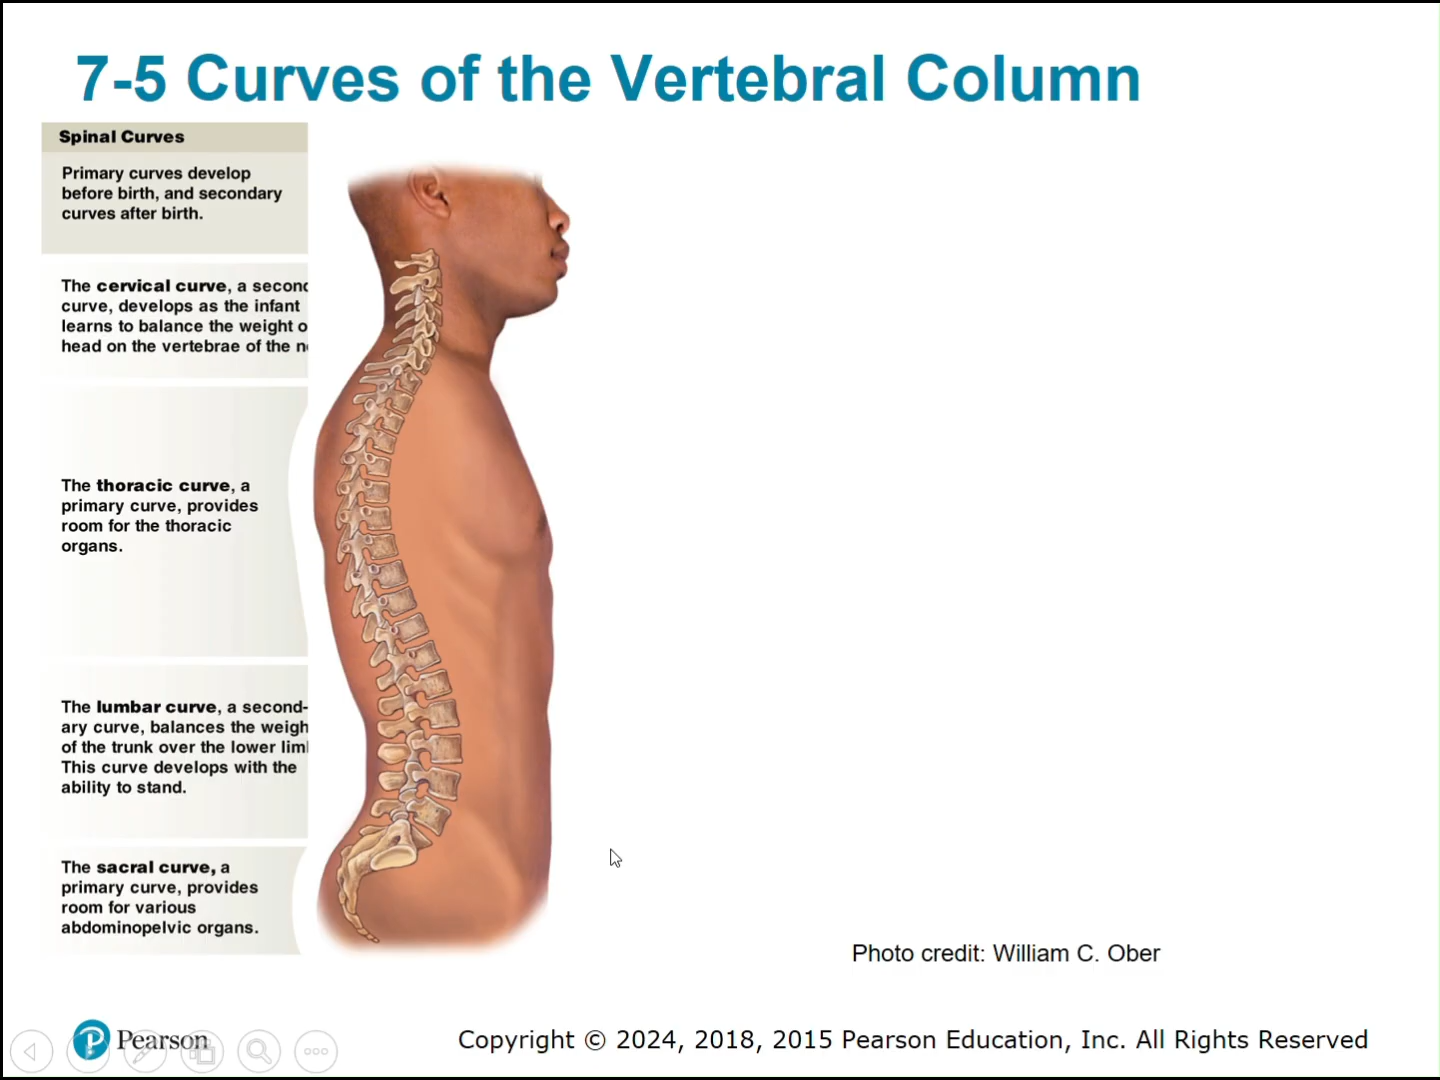 7-5 Curves of the Vertebral Column
Spinal Curves
Primary curves develop
before birth, and secondary
curves after birth.
The cervical curve, a second
curve, develops as the infant
learns to balance the weight o
head on the vertebrae of the n
The thoracic curve, a
primary curve, provides
room for the thoracic
organs.
The lumbar curve, a second-
ary curve, balances the weigh
of the trunk over the lower lim
This curve develops with the
ability to stand.
The sacral curve, a
primary curve, provides
room for various
abdominopelvic organs.
Photo credit: William C. Ober
Pearson
Copyright © 2024, 2018, 2015 Pearson Education, Inc. All Rights Reserved